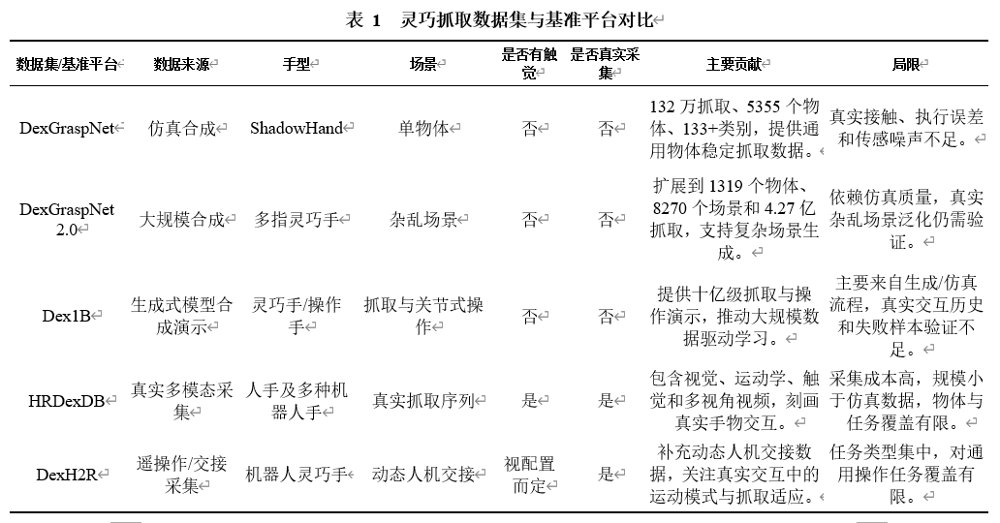 表 1 灵巧抓取数据集与基准平台对比
数据集/基准平台 数据来源 手型 场景 是否有触觉 是否真实采集 主要贡献 局限
DexGraspNet 仿真合成 ShadowHand 单物体 否 否 132 万抓取、5355 个物体、133+类别，提供通用物体稳定抓取数据。 真实接触、执行误差和传感噪声不足。
DexGraspNet 2.0 大规模合成 多指灵巧手 杂乱场景 否 否 扩展到 1319 个物体、8270 个场景和 4.27 亿抓取，支持复杂场景生成。 依赖仿真质量，真实杂乱场景泛化仍需验证。
Dex1B 生成式模型合成演示 灵巧手/操作手 抓取与关节式操作 否 否 提供十亿级抓取与操作演示，推动大规模数据驱动学习。 主要来自生成/仿真流程，真实交互历史和失败样本验证不足。
HRDexDB 真实多模态采集 人手及多种机器人手 真实抓取序列 是 是 包含视觉、运动学、触觉和多视角视频，刻画真实手物交互。 采集成本高，规模小于仿真数据，物体与任务覆盖有限。
DexH2R 遥操作/交接采集 机器人灵巧手 动态人机交接 视配置而定 是 补充动态人机交接数据，关注真实交互中的运动模式与抓取适应。 任务类型集中，对通用操作任务覆盖有限。